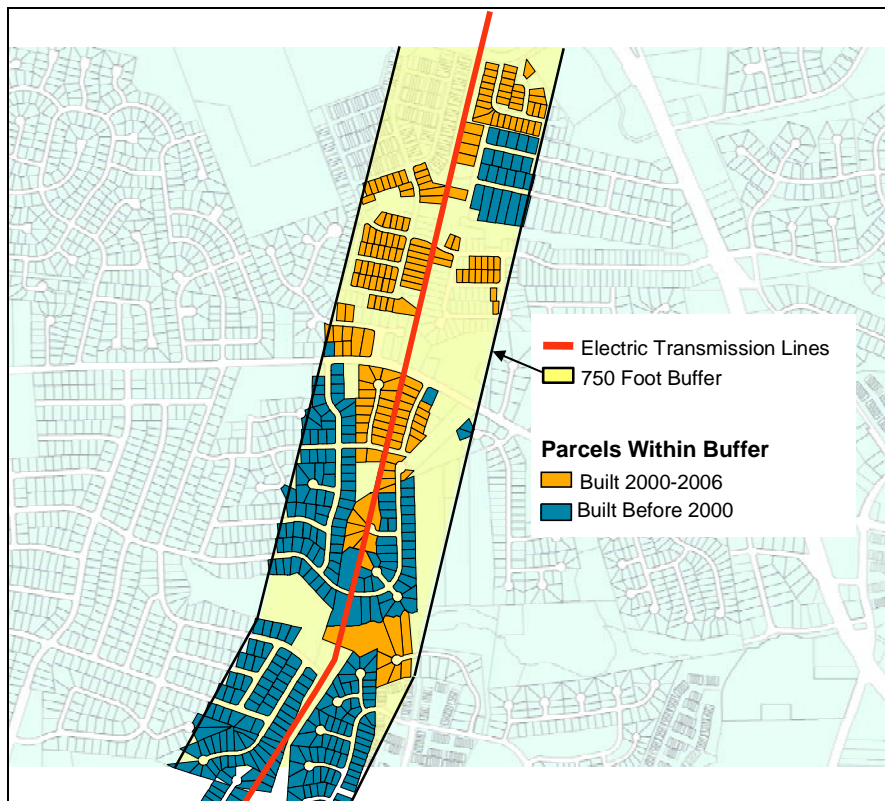 Electric Transmission Lines
750 Foot Buffer
Parcels Within Buffer
Built 2000-2006
Built Before 2000